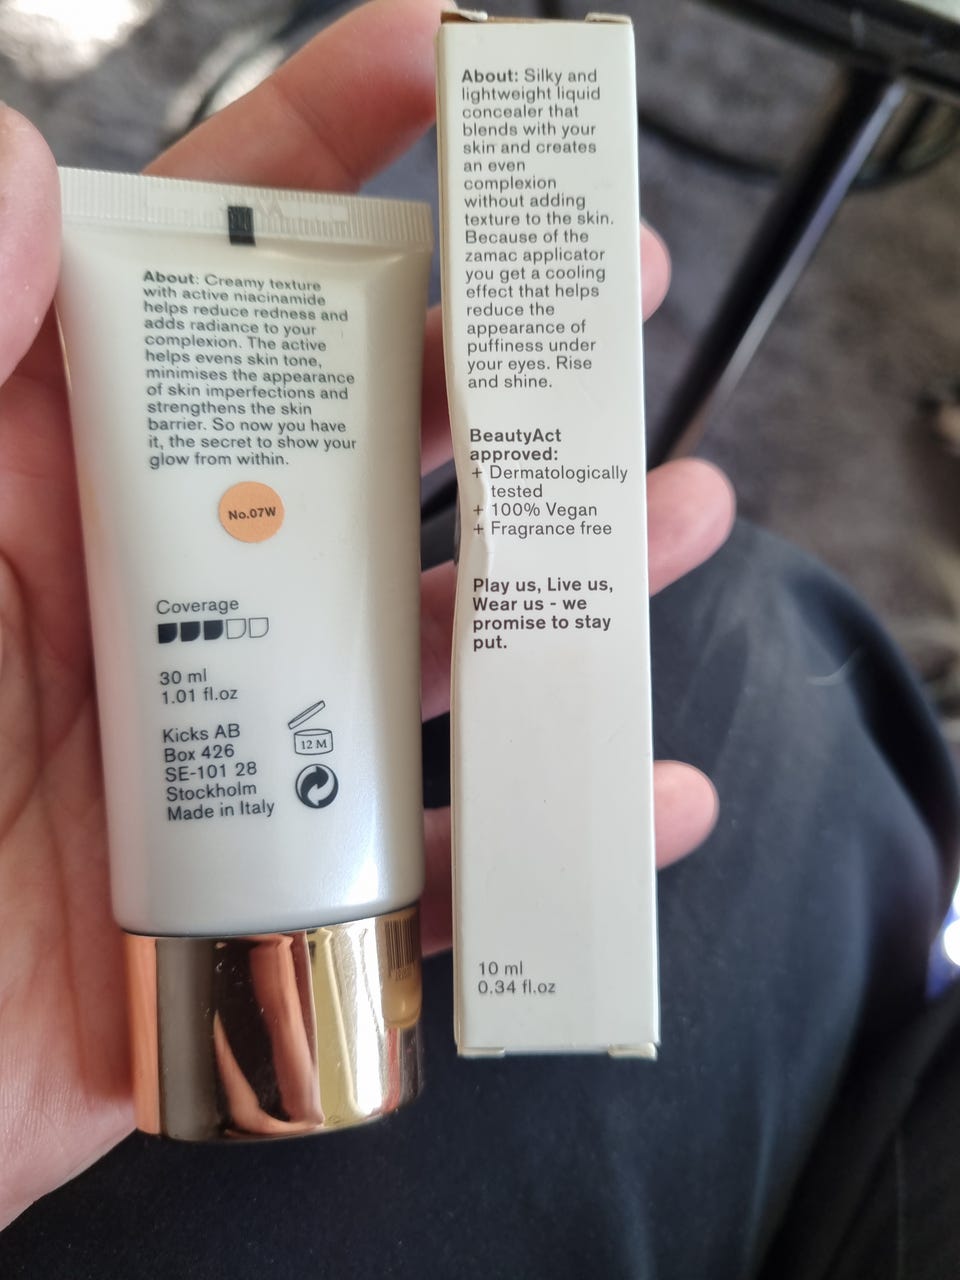 About: Creamy texture
with active niacinamide
helps reduce redness and
adds radiance to your
complexion. The active
helps evens skin tone,
minimises the appearance
of skin imperfections and
strengthens the skin
barrier. So now you have
it, the secret to show your
glow from within.
No.07W
Coverage
30 ml
1.01 fl.oz
Kicks AB
Box 426
SE-101 28
Stockholm
Made in Italy
12 M
About: Silky and
lightweight liquid
concealer that
blends with your
skin and creates
an even
complexion
without adding
texture to the skin.
Because of the
zamac applicator
you get a cooling
effect that helps
reduce the
appearance of
puffiness under
your eyes. Rise
and shine.
BeautyAct
approved:
+ Dermatologically
tested
+ 100% Vegan
+ Fragrance free
Play us, Live us,
Wear us - we
promise to stay
put.
10 ml
0.34 fl.oz